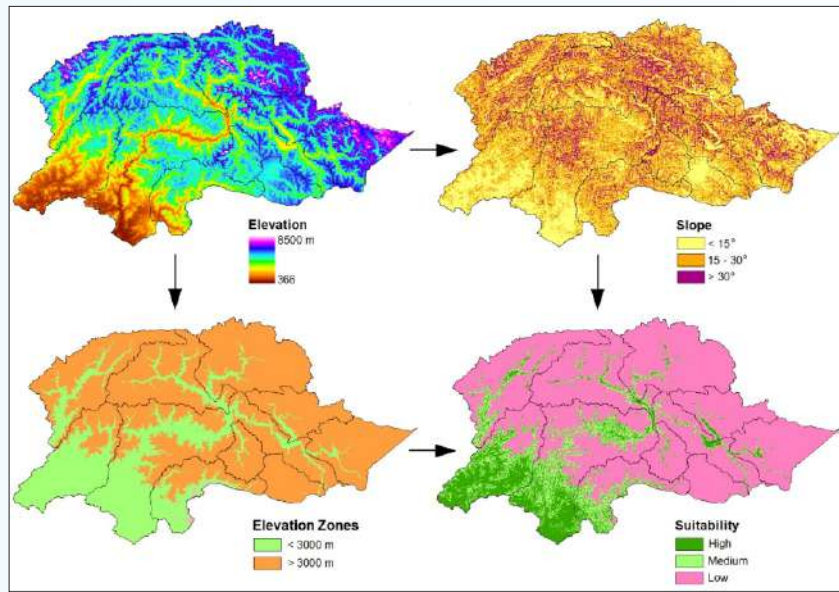 Elevation
8500 m
366
Slope
< 15°
15 - 30°
> 30°
Elevation Zones
< 3000 m
> 3000 m
Suitability
High
Medium
Low